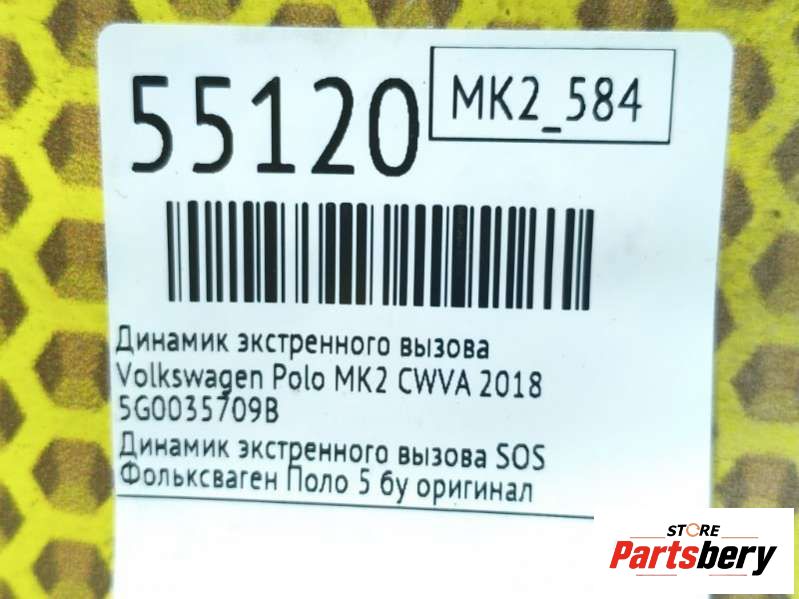 55120
MK2_584
Динамик экстренного вызова
Volkswagen Polo MK2 CWVA 2018
5G0035709B
Динамик экстренного вызова SOS
Фольксваген Поло 5 бу оригинал
STORE
Partsbery